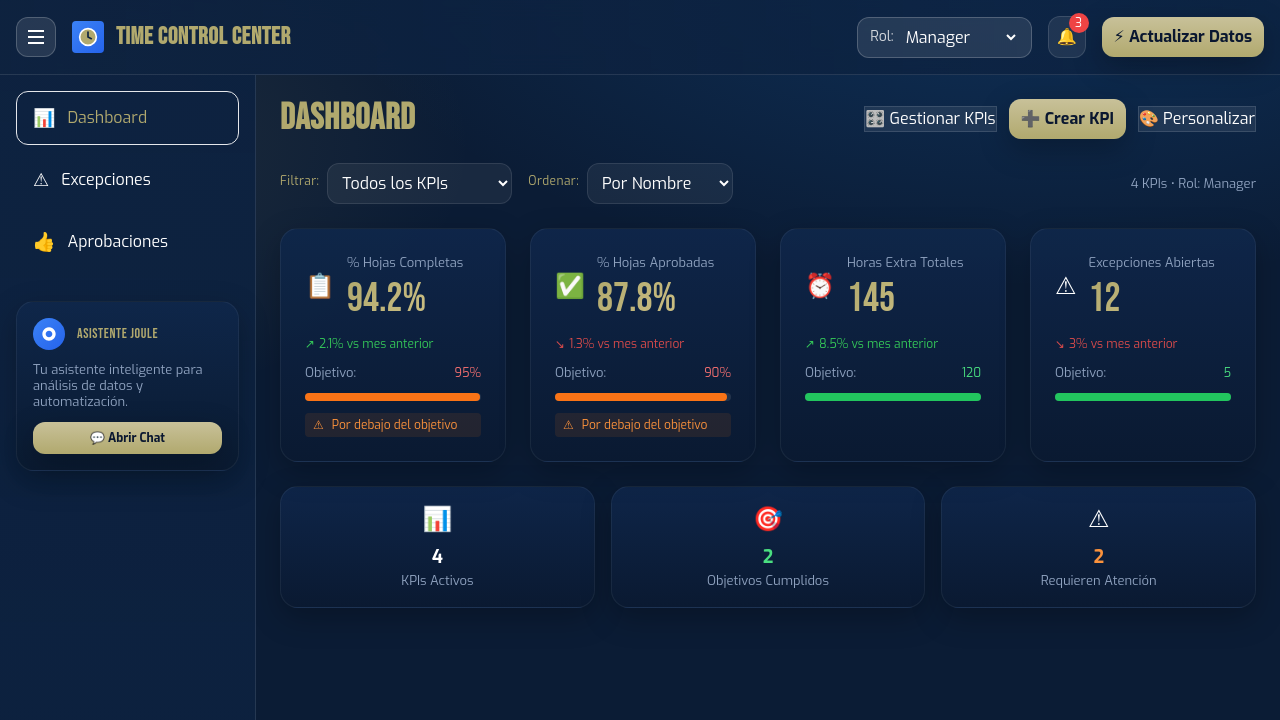 TIME CONTROL CENTER
Rol: Manager
3
⚡ Actualizar Datos
Dashboard
Excepciones
Aprobaciones
ASISTENTE JOULE
Tu asistente inteligente para
análisis de datos y
automatización.
Abrir Chat
DASHBOARD
Gestionar KPIs
➕ Crear KPI
Personalizar
Filtrar: Todos los KPIs
Ordenar: Por Nombre
4 KPIs • Rol: Manager
% Hojas Completas
94.2%
↗ 2.1% vs mes anterior
Objetivo: 95%
⚠ Por debajo del objetivo
% Hojas Aprobadas
87.8%
↘ 1.3% vs mes anterior
Objetivo: 90%
⚠ Por debajo del objetivo
Horas Extra Totales
145
↗ 8.5% vs mes anterior
Objetivo: 120
Excepciones Abiertas
12
↘ 3% vs mes anterior
Objetivo: 5
4
KPIs Activos
2
Objetivos Cumplidos
2
Requieren Atención